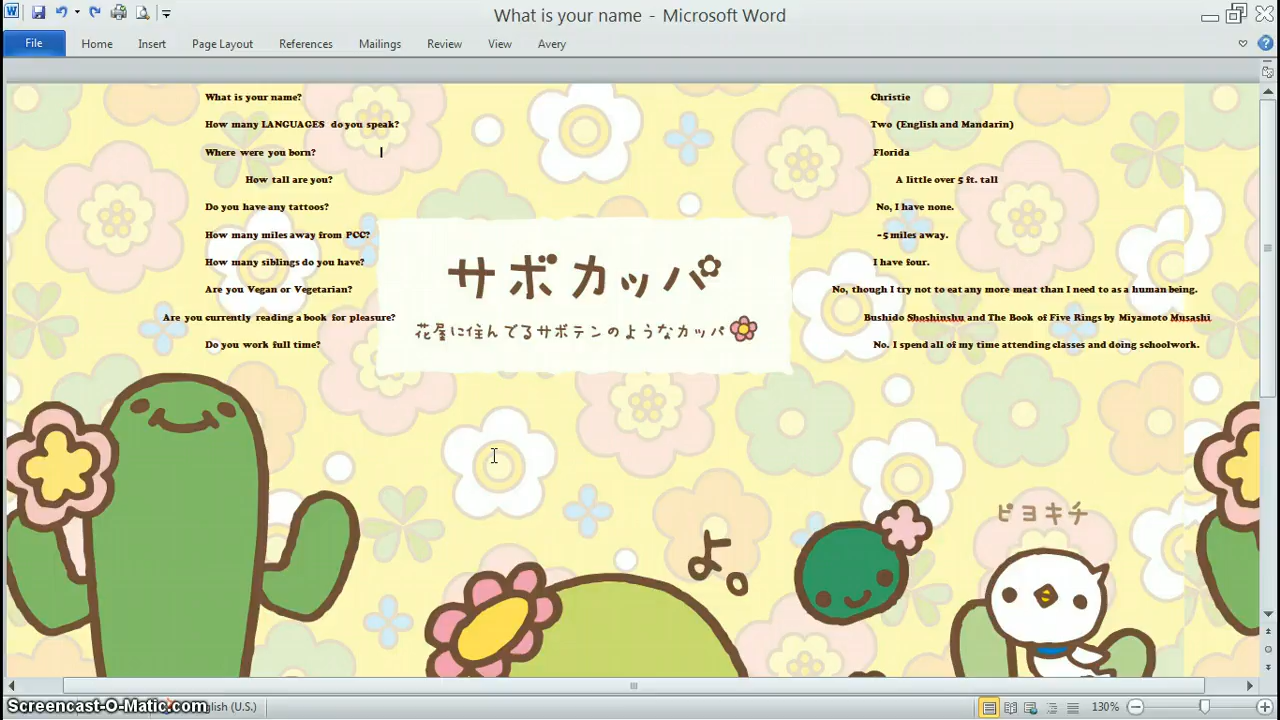 What is your name - Microsoft Word
File Home Insert Page Layout References Mailings Review View Avery
What is your name? Christie
How many LANGUAGES do you speak? Two (English and Mandarin)
Where were you born? Florida
How tall are you? A little over 5 ft. tall
Do you have any tattoos? No, I have none.
How many miles away from PCC? ~5 miles away.
How many siblings do you have? I have four.
Are you Vegan or Vegetarian? No, though I try not to eat any more meat than I need to as a human being.
Are you currently reading a book for pleasure? Bushido Shoshinshu and The Book of Five Rings by Miyamoto Musashi
Do you work full time? No. I spend all of my time attending classes and doing schoolwork.
サボカッパ
花屋に住んでるサボテンのようなカッパ
ピヨキチ
よ。
Screencast-O-Matic.com
English (U.S.) 130%